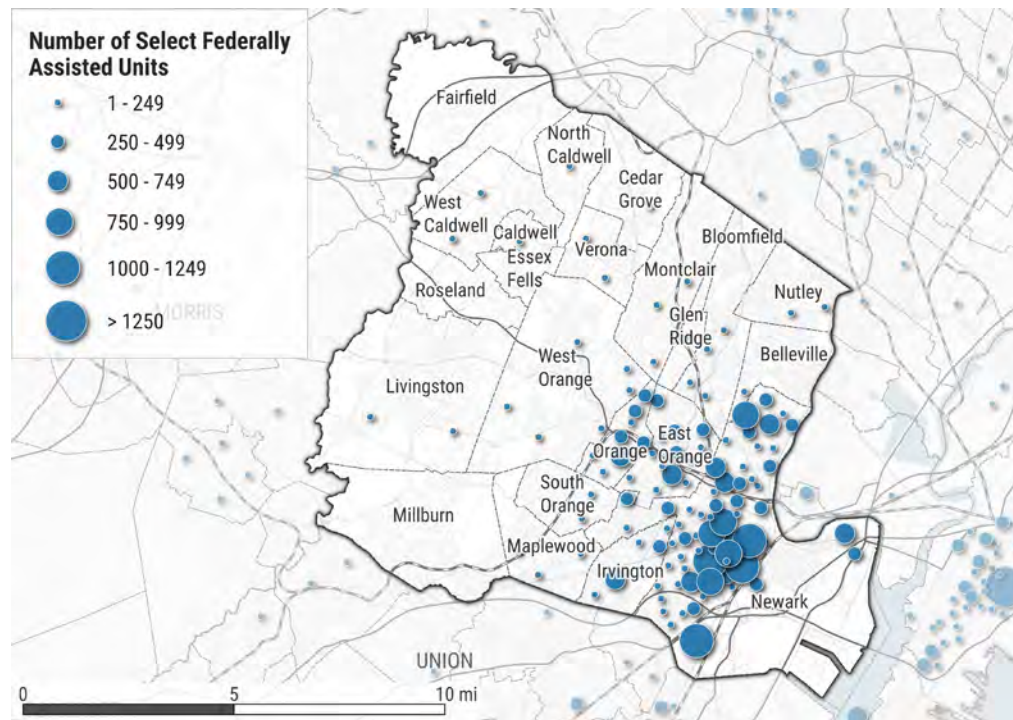 Number of Select Federally
Assisted Units
1 - 249
250 - 499
500 - 749
750 - 999
1000 - 1249
> 1250
MORRIS
Fairfield
North
Caldwell
Cedar
Grove
West
Caldwell
Caldwell
Essex
Fells
Verona
Bloomfield
Roseland
Montclair
Nutley
Glen
Ridge
Belleville
West
Orange
Livingston
Orange
East
Orange
South
Orange
Millburn
Maplewood
Irvington
Newark
UNION
0
5
10 mi